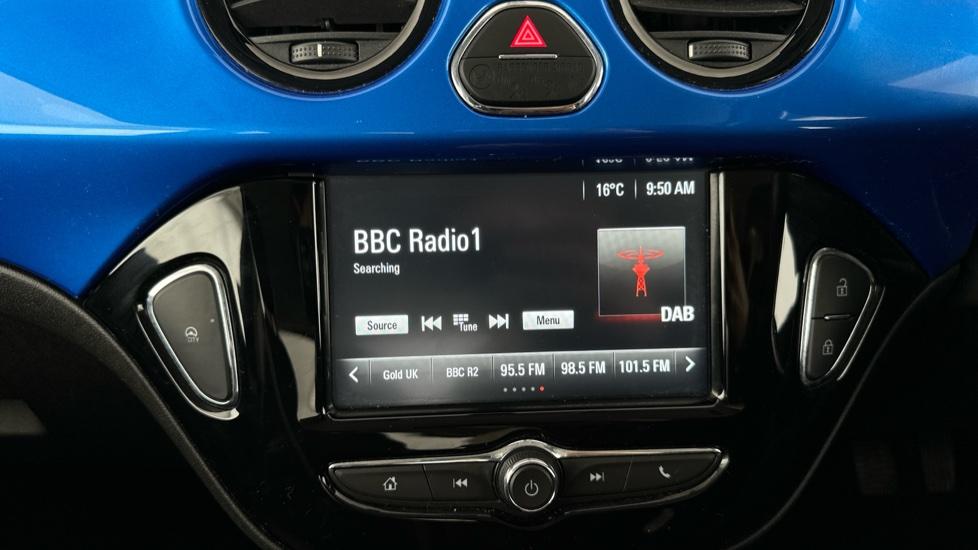 16°C 9:50 AM
BBC Radio1
Searching
DAB
Source Tune Menu
Gold UK BBC R2 95.5 FM 98.5 FM 101.5 FM
CITY